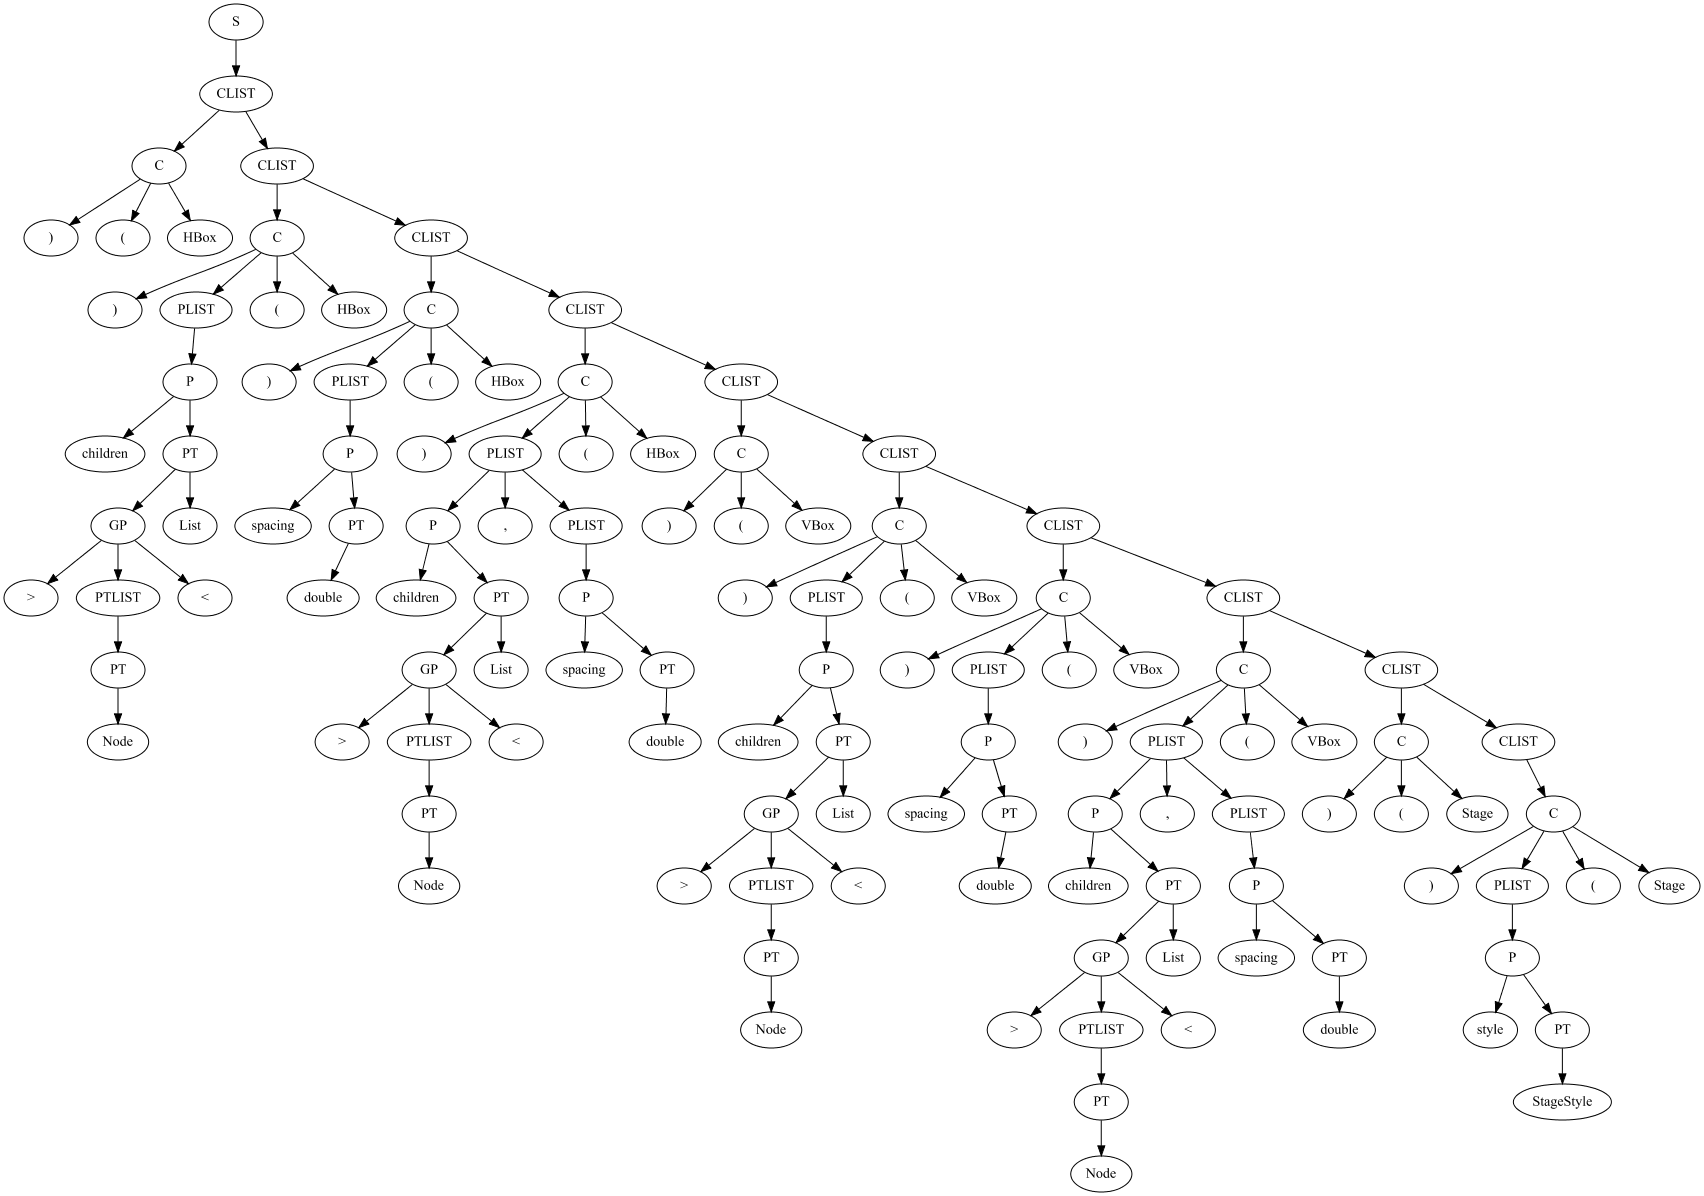 S
CLIST
C CLIST
) ( HBox C CLIST
) PLIST ( HBox C CLIST
P ) PLIST ( HBox C CLIST
children PT P ) PLIST ( HBox C CLIST
GP List spacing PT P , PLIST ) ( VBox C CLIST
> PTLIST < double children PT P ) PLIST ( VBox C CLIST
PT GP List spacing PT P ) PLIST ( VBox C CLIST
Node > PTLIST < double children PT P ) PLIST ( VBox C CLIST
PT GP List spacing PT P , PLIST ) ( Stage C
Node > PTLIST < double children PT P ) PLIST ( Stage
PT GP List spacing PT P
Node > PTLIST < double style PT
PT StageStyle
Node